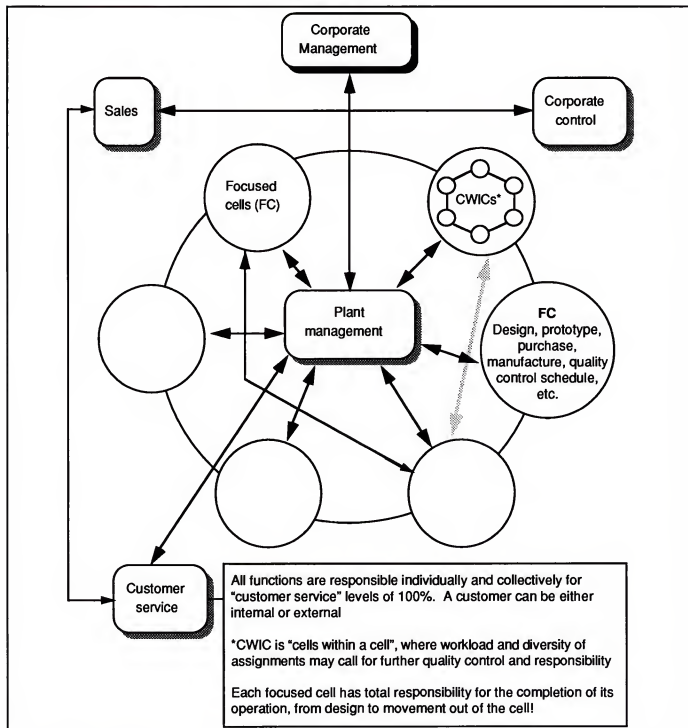 Corporate
Management
Sales
Corporate
control
Focused
cells (FC)
CWICs*
Plant
management
FC
Design, prototype,
purchase,
manufacture, quality
control schedule,
etc.
Customer
service
All functions are responsible individually and collectively for
“customer service” levels of 100%. A customer can be either
internal or external
*CWIC is “cells within a cell”, where workload and diversity of
assignments may call for further quality control and responsibility
Each focused cell has total responsibility for the completion of its
operation, from design to movement out of the cell!